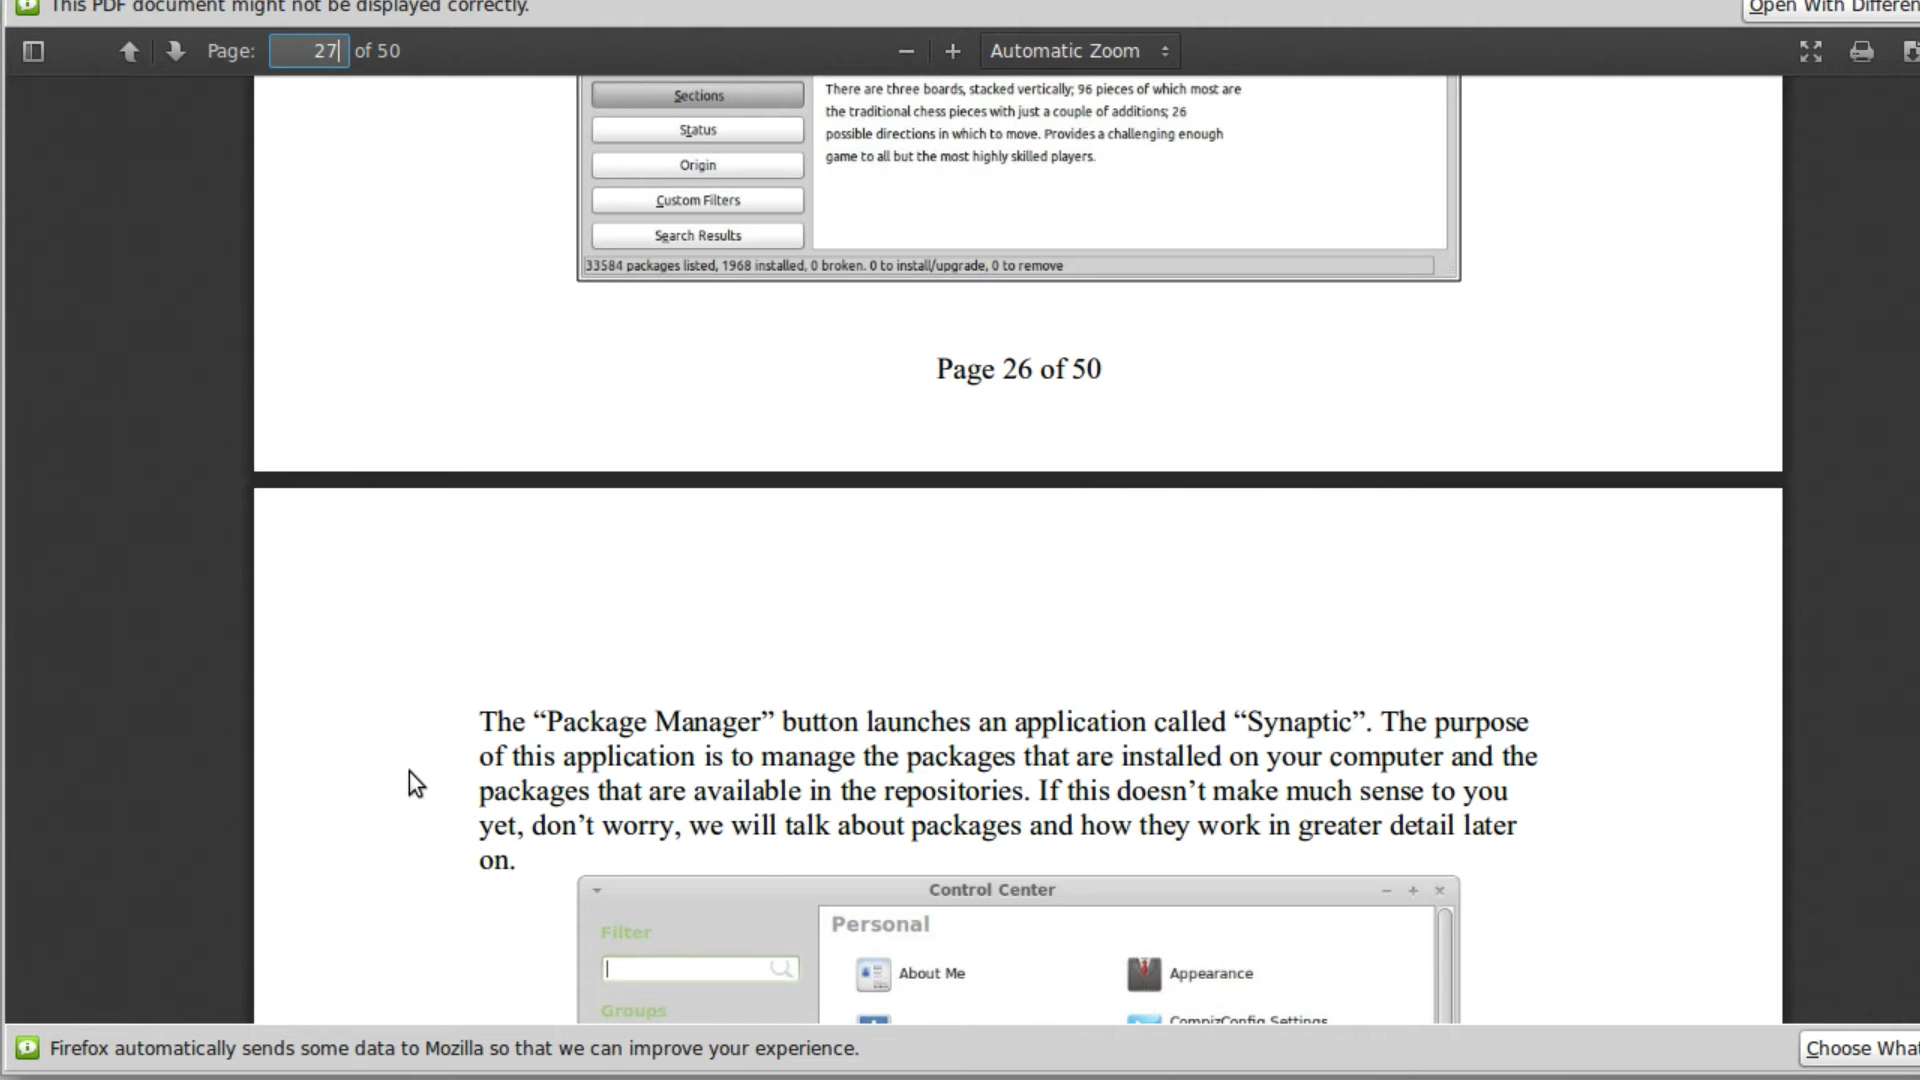 This PDF document might not be displayed correctly.
Open With Differen
Page: 27 of 50
Automatic Zoom
Sections
Status
Origin
Custom Filters
Search Results
There are three boards, stacked vertically; 96 pieces of which most are
the traditional chess pieces with just a couple of additions; 26
possible directions in which to move. Provides a challenging enough
game to all but the most highly skilled players.
33584 packages listed, 1968 installed, 0 broken. 0 to install/upgrade, 0 to remove
Page 26 of 50
The “Package Manager” button launches an application called “Synaptic”. The purpose
of this application is to manage the packages that are installed on your computer and the
packages that are available in the repositories. If this doesn’t make much sense to you
yet, don’t worry, we will talk about packages and how they work in greater detail later
on.
Control Center
Filter
Groups
Personal
About Me
Appearance
CompizConfig Settings
Firefox automatically sends some data to Mozilla so that we can improve your experience.
Choose What